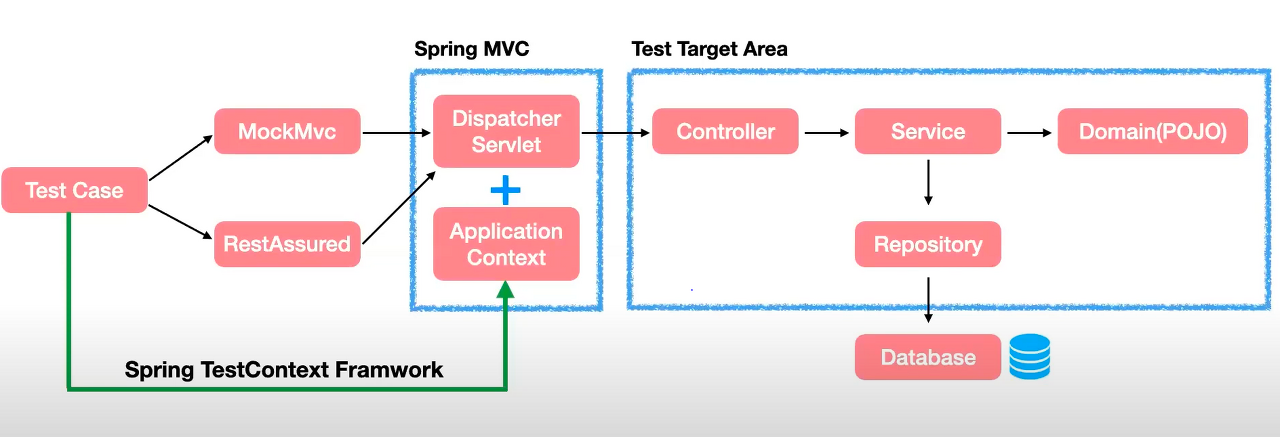 Spring MVC
Test Target Area
Test Case
MockMvc
RestAssured
Dispatcher
Servlet
Application
Context
Controller
Service
Domain(POJO)
Repository
Database
Spring TestContext Framwork